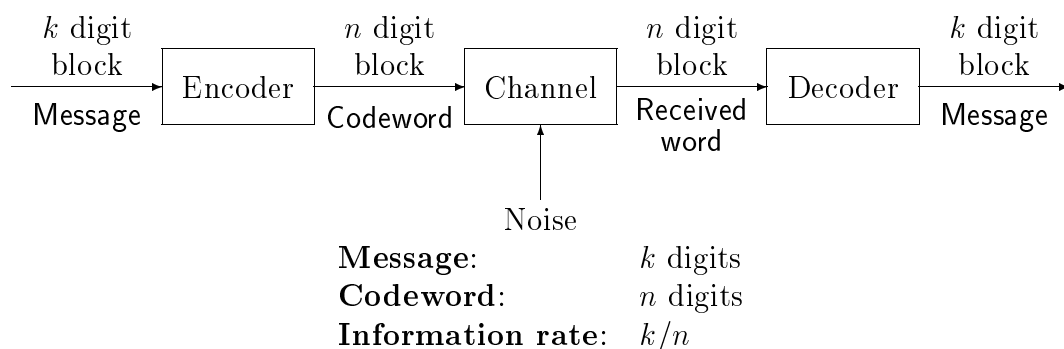 k digit block
n digit block
n digit block
k digit block
Encoder
Channel
Decoder
Message
Codeword
Received word
Message
Noise
Message: k digits
Codeword: n digits
Information rate: k/n